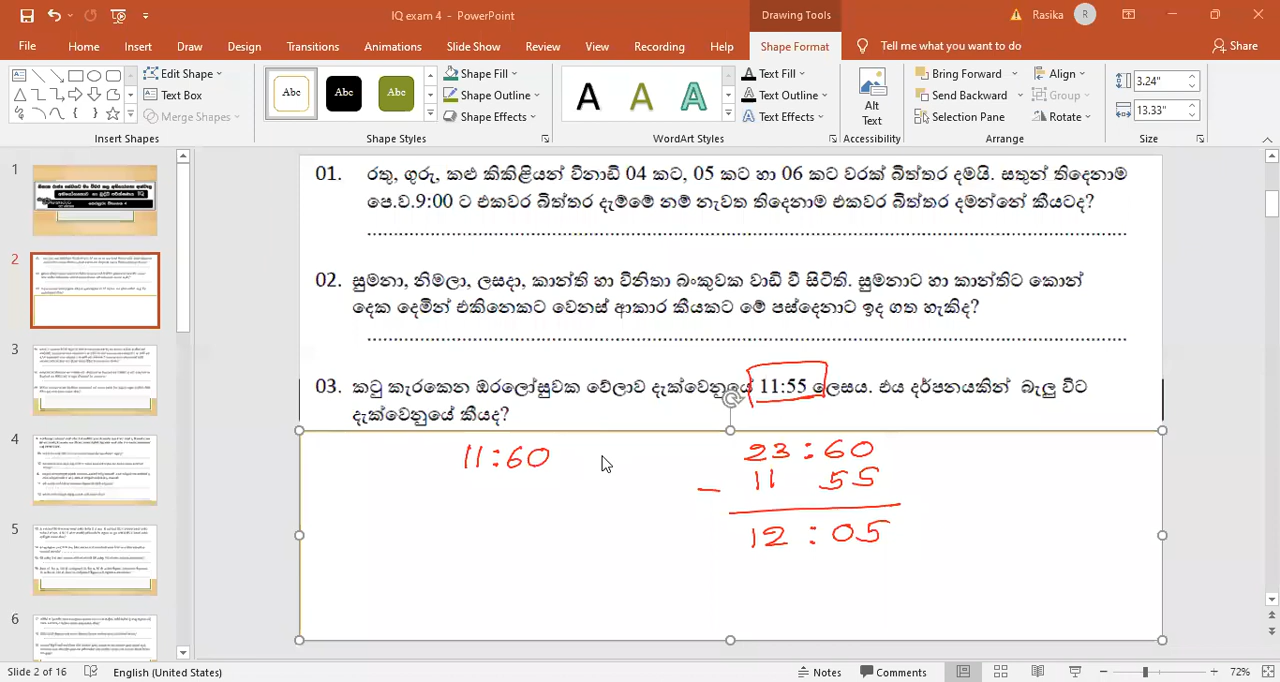 IQ exam 4 - PowerPoint
Drawing Tools
Rasika
R
File Home Insert Draw Design Transitions Animations Slide Show Review View Recording Help Shape Format Tell me what you want to do Share
Edit Shape
Text Box
Merge Shapes
Insert Shapes
Abc Abc Abc
Shape Fill
Shape Outline
Shape Effects
Shape Styles
A A A
Text Fill
Text Outline
Text Effects
WordArt Styles
Alt
Text
Accessibility
Bring Forward
Send Backward
Selection Pane
Align
Group
Rotate
Arrange
3.24"
13.33"
Size
1
2
3
4
5
6
01. රතු, ගුරු, කළු කිකිළියන් විනාඩි 04 කට, 05 කට හා 06 කට වරක් බිත්තර දමයි. සතුන් තිදෙනාම
පෙ.ව.9:00 ට එකවර බිත්තර දැම්මේ නම් නැවත තිදෙනාම එකවර බිත්තර දමන්නේ කීයටද?
02. සුමනා, නිමලා, ලසදා, කාන්ති හා විනිතා බංකුවක වාඩි වී සිටිති. සුමනාට හා කාන්තිට කොන්
දෙක දෙමින් එකිනෙකට වෙනස් ආකාර කීයකට මේ පස්දෙනාට ඉඳ ගත හැකිද?
03. කටු කැරකෙන ඔරලෝසුවක වේලාව දැක්වෙනුයේ 11:55 ලෙසය. එය දර්පනයකින් බැලු විට
දැක්වෙනුයේ කීයද?
11:60
23:60
- 11 55
12:05
Slide 2 of 16
English (United States)
Notes
Comments
72%